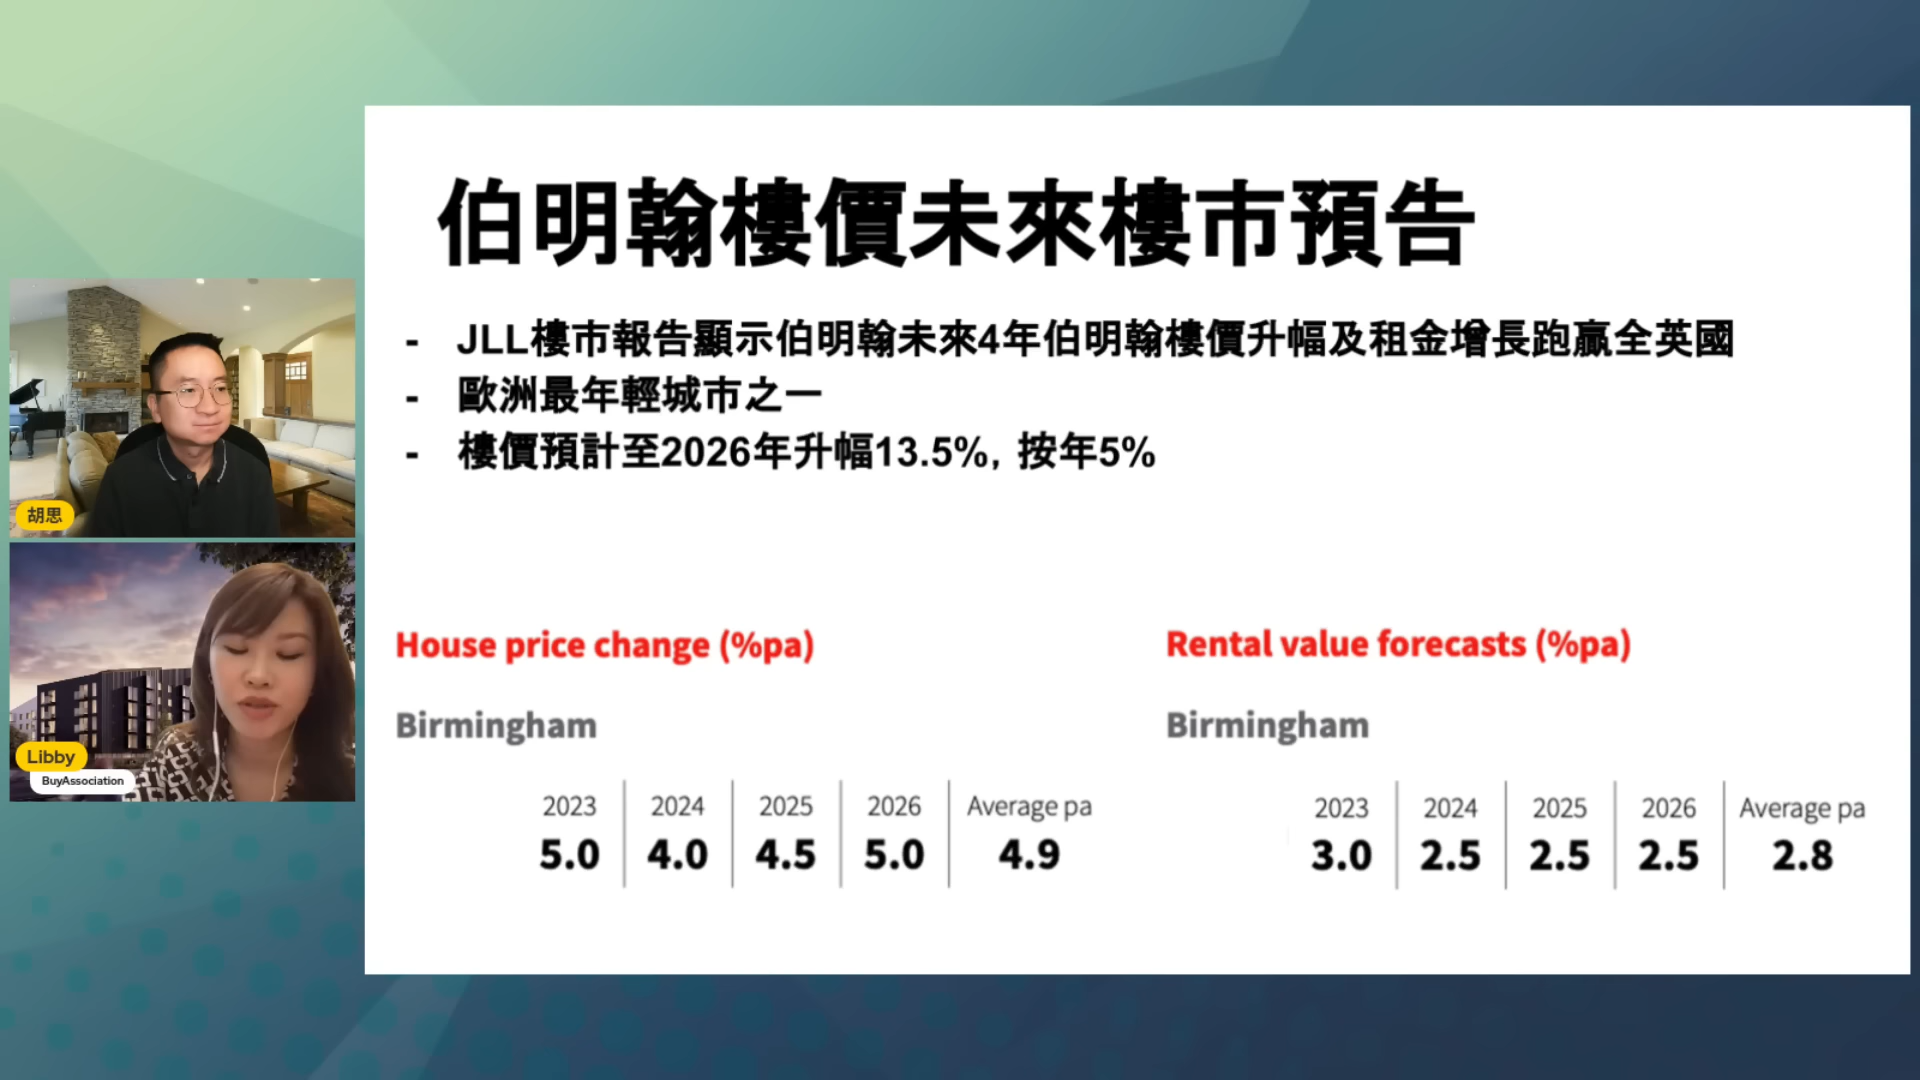 伯明翰樓價未來樓市預告
- JLL樓市報告顯示伯明翰未來4年伯明翰樓價升幅及租金增長跑贏全英國
- 歐洲最年輕城市之一
- 樓價預計至2026年升幅13.5%, 按年5%
胡思
Libby
BuyAssociation
House price change (%pa)
Birmingham
2023 2024 2025 2026 Average pa
5.0 4.0 4.5 5.0 4.9
Rental value forecasts (%pa)
Birmingham
2023 2024 2025 2026 Average pa
3.0 2.5 2.5 2.5 2.8